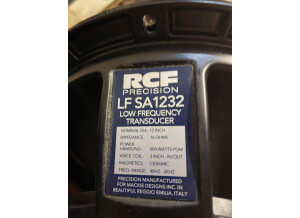 RCF
PRECISION
LF SA1232
LOW FREQUENCY
TRANSDUCER
NOMINAL DIA.: 12 INCH
IMPEDANCE: 16 OHMS
POWER
HANDLING: 500 WATTS PGM
VOICE COIL: 3 INCH IN/OUT
MAGNETICS: CERAMIC
FREQ. RANGE: 40HZ - 2KHZ
PRECISION MANUFACTURED
FOR MACKIE DESIGNS INC. IN
BEAUTIFUL REGGIO EMILIA, ITALY